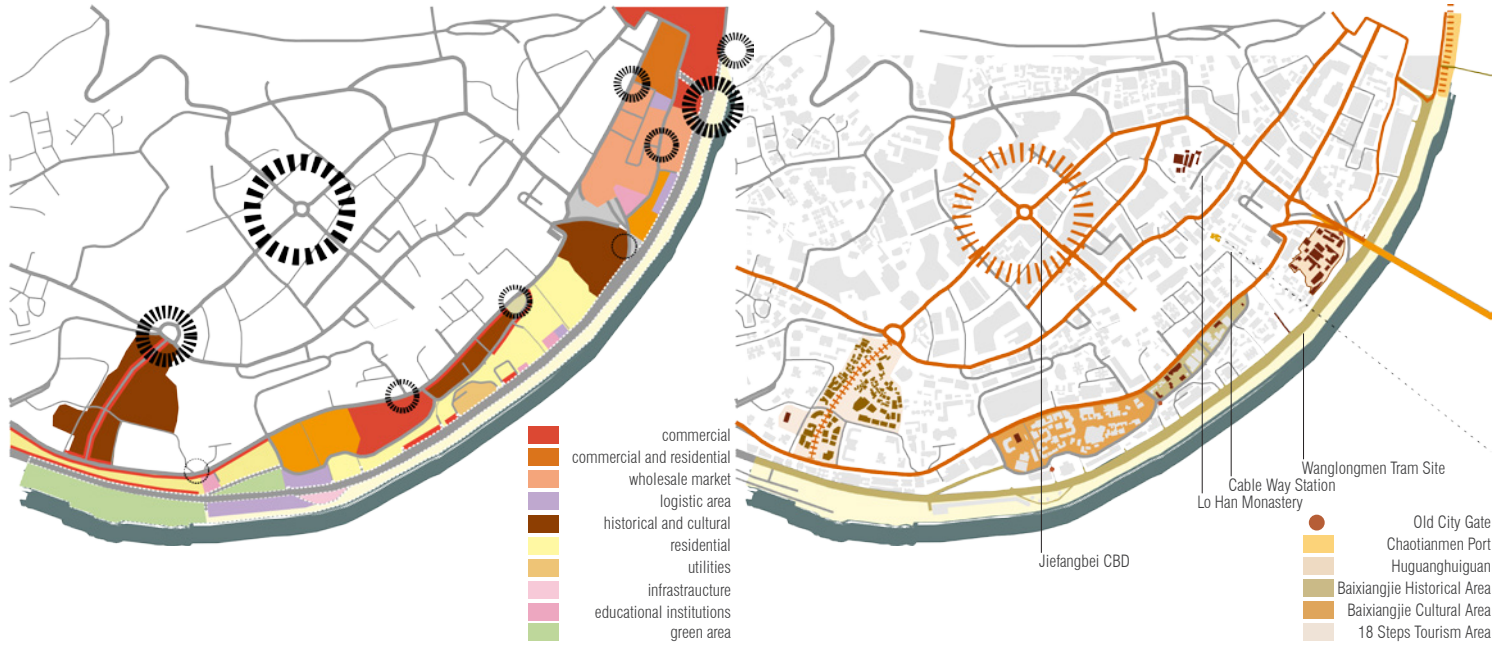 commercial
commercial and residential
wholesale market
logistic area
historical and cultural
residential
utilities
infrastraucture
educational institutions
green area
Wanglongmen Tram Site
Cable Way Station
Lo Han Monastery
Jiefangbei CBD
Old City Gate
Chaotianmen Port
Huguanghuiguan
Baixiangjie Historical Area
Baixiangjie Cultural Area
18 Steps Tourism Area